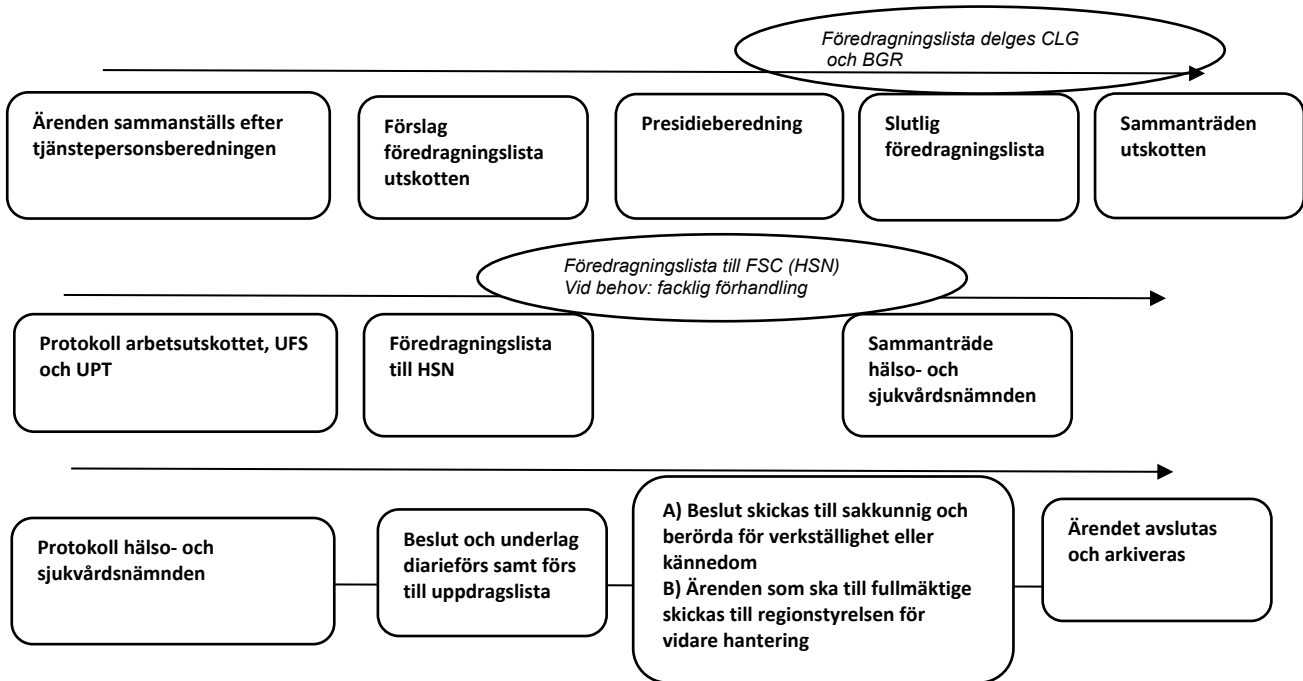 Föredragningslista delges CLG
och BGR
Ärenden sammanställs efter
tjänstepersonsberedningen
Förslag
föredragningslista
utskotten
Presidieberedning
Slutlig
föredragningslista
Sammanträden
utskotten
Föredragningslista till FSC (HSN)
Vid behov: facklig förhandling
Protokoll arbetsutskottet, UFS
och UPT
Föredragningslista
till HSN
Sammanträde
hälso- och
sjukvårdsnämnden
Protokoll hälso- och
sjukvårdsnämnden
Beslut och underlag
diarieförs samt förs
till uppdragslista
A) Beslut skickas till sakkunnig och
berörda för verkställighet eller
kännedom
B) Ärenden som ska till fullmäktige
skickas till regionstyrelsen för
vidare hantering
Ärendet avslutas
och arkiveras